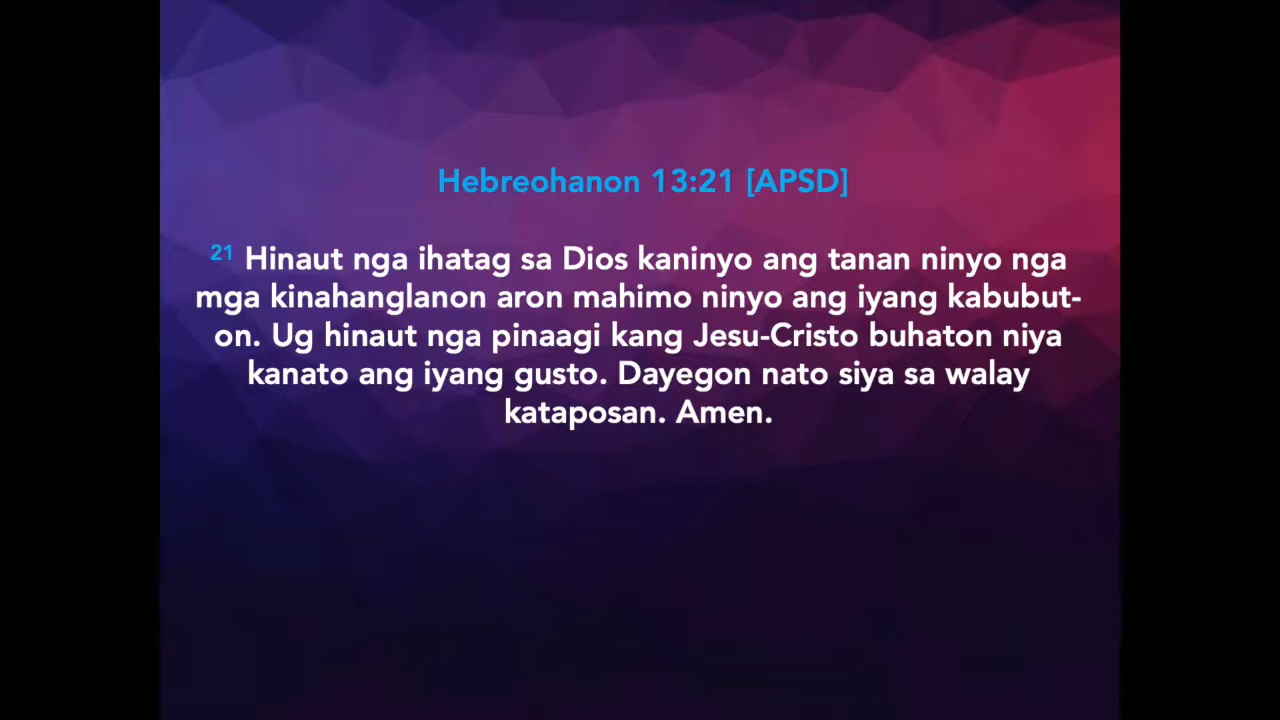 Hebreohanon 13:21 [APSD]
21 Hinaut nga ihatag sa Dios kaninyo ang tanan ninyo nga
mga kinahanglanon aron mahimo ninyo ang iyang kabubut-
on. Ug hinaut nga pinaagi kang Jesu-Cristo buhaton niya
kanato ang iyang gusto. Dayegon nato siya sa walay
kataposan. Amen.